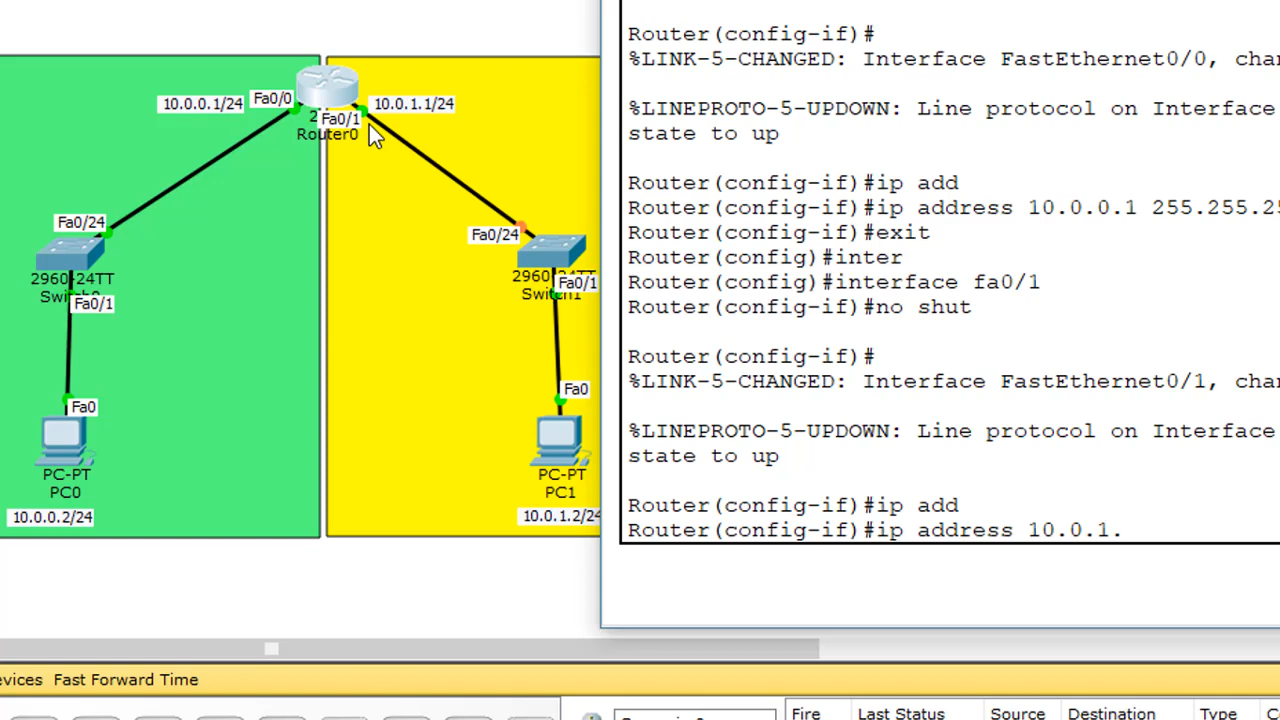 10.0.0.1/24
Fa0/0
10.0.1.1/24
Fa0/1
Router0
Fa0/24
Fa0/24
2960-24TT
Fa0/1
2960-24TT
Switch1
Fa0/1
Fa0
Fa0
PC-PT
PC0
10.0.0.2/24
PC-PT
PC1
10.0.1.2/24
Router(config-if)#
%LINK-5-CHANGED: Interface FastEthernet0/0,
%LINEPROTO-5-UPDOWN: Line protocol on Interface
state to up
Router(config-if)#ip add
Router(config-if)#ip address 10.0.0.1
Router(config-if)#exit
Router(config)#inter
Router(config)#interface fa0/1
Router(config-if)#no shut
Router(config-if)#
%LINK-5-CHANGED: Interface FastEthernet0/1,
%LINEPROTO-5-UPDOWN: Line protocol on Interface
state to up
Router(config-if)#ip add
Router(config-if)#ip address 10.0.1.
Fast Forward Time
Fire Last Status Source Destination Type